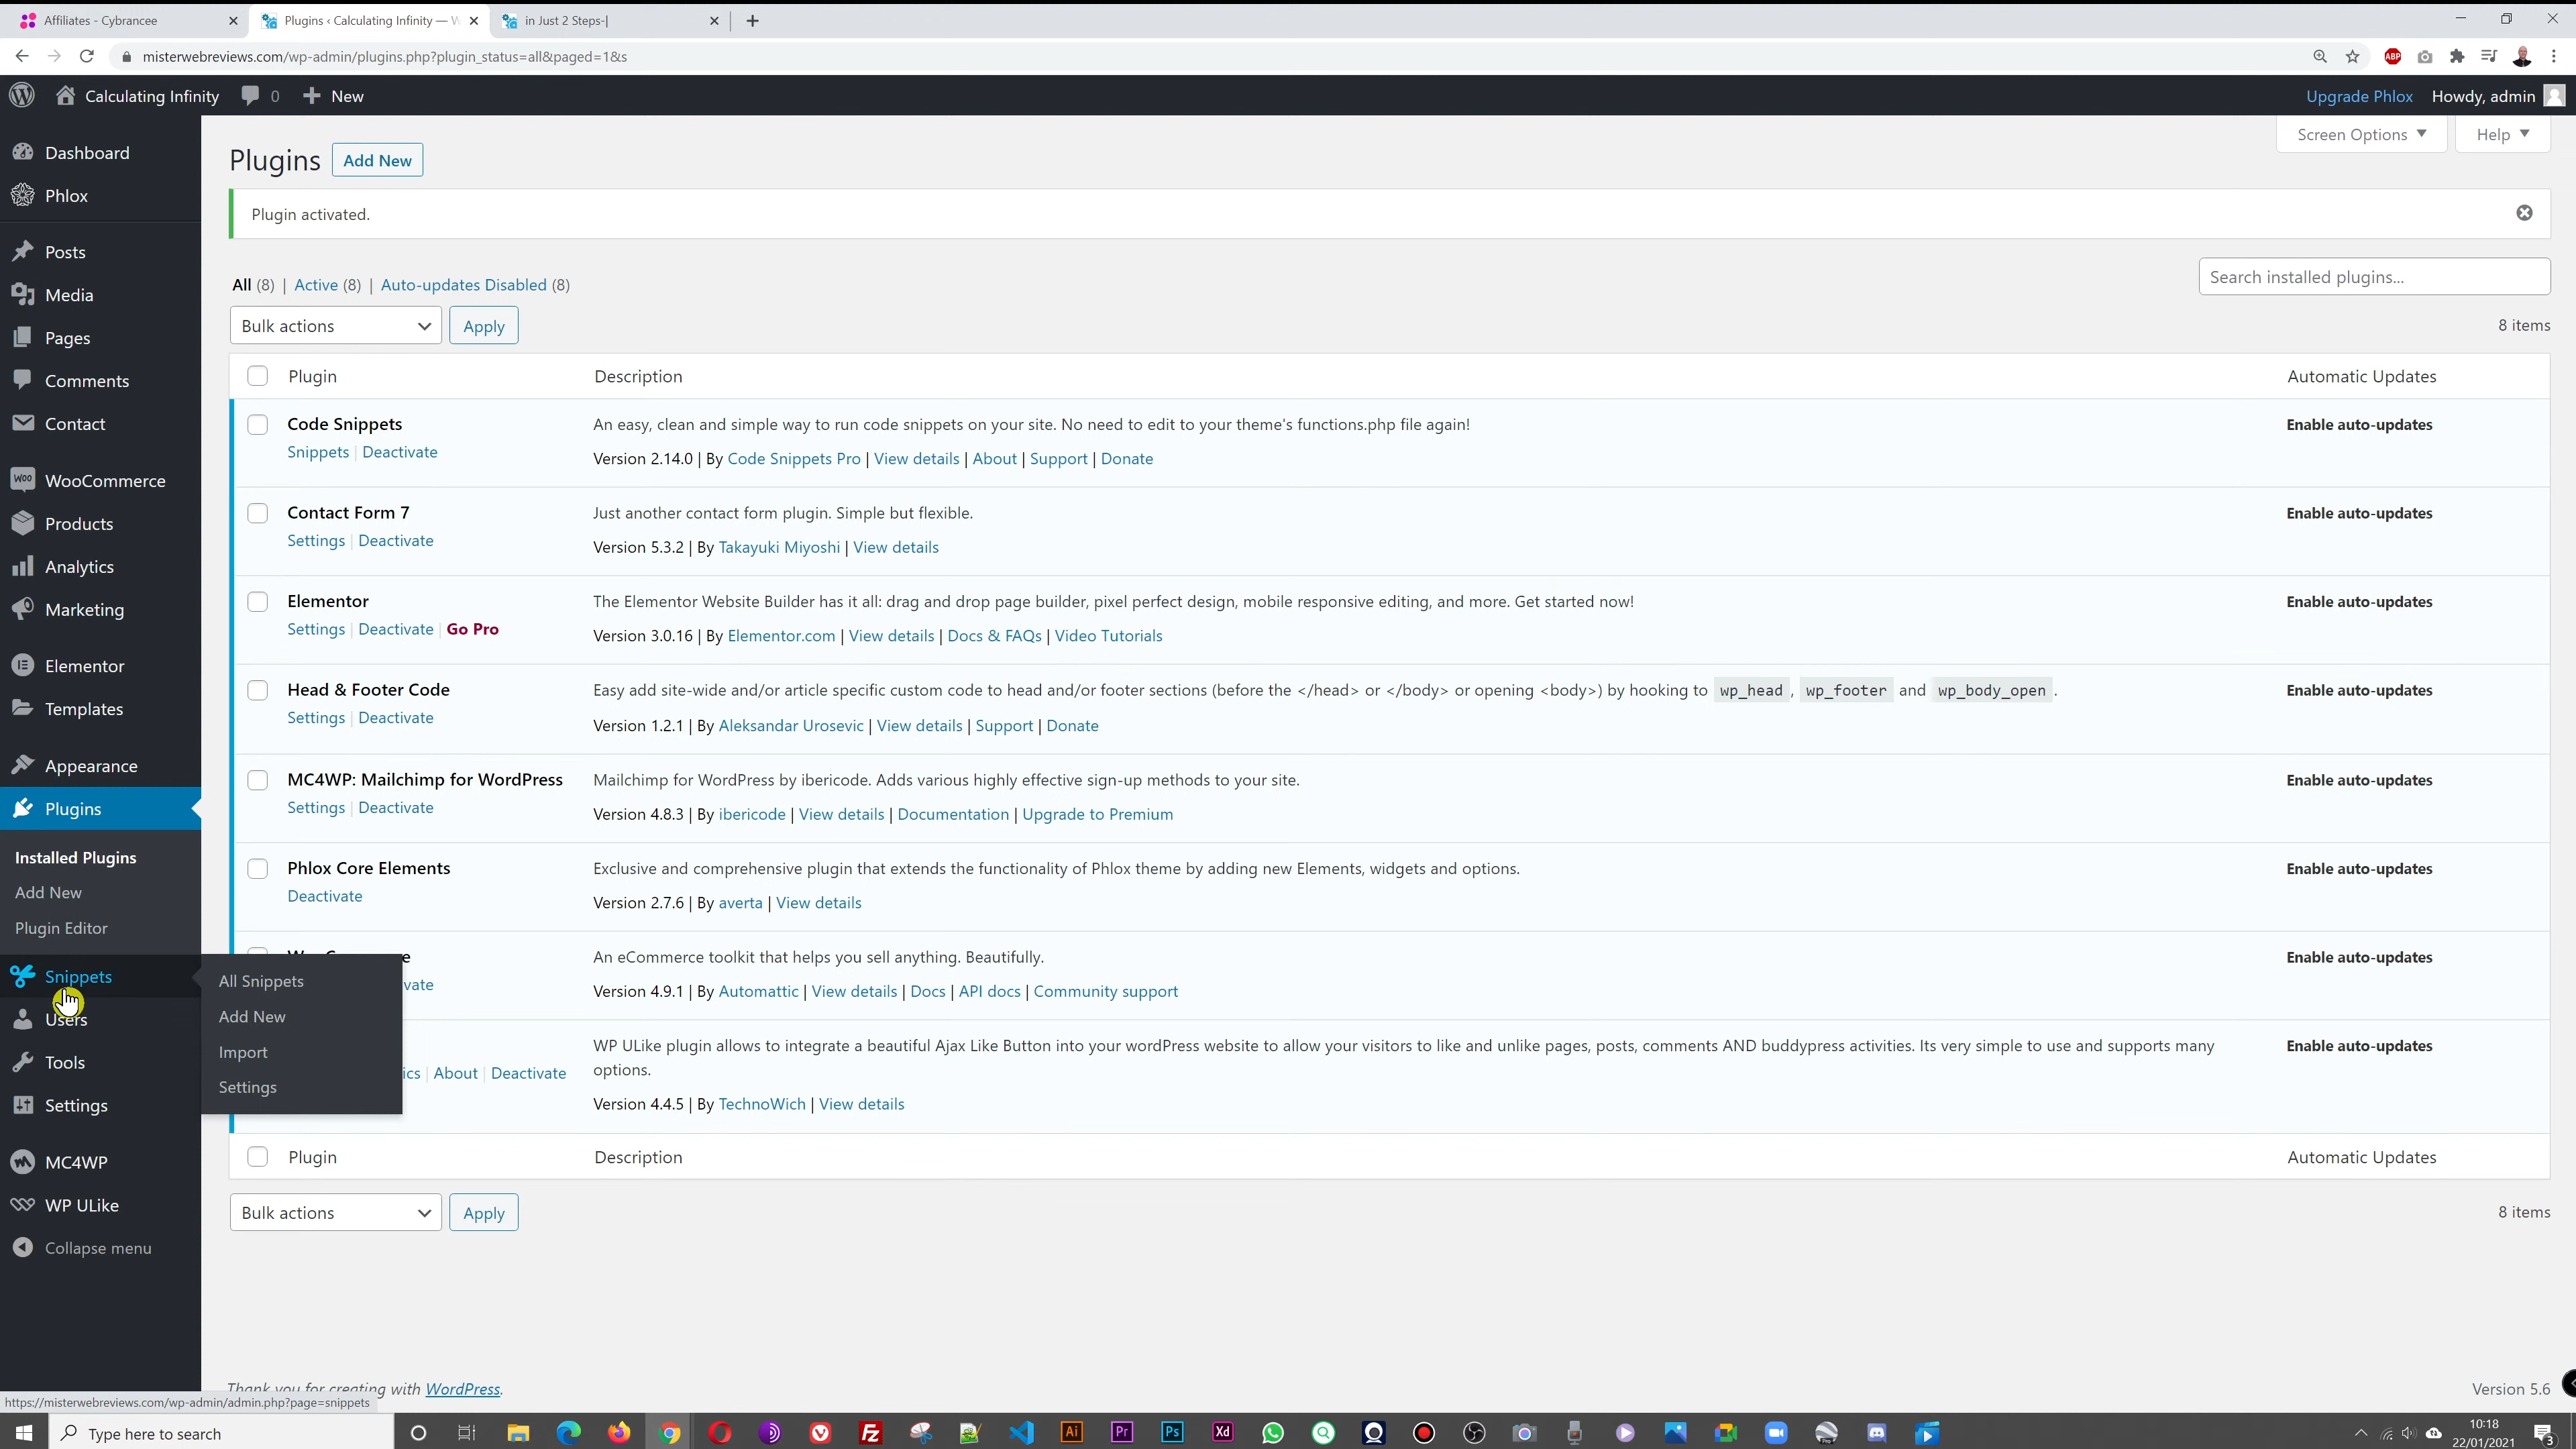 Affiliates - Cybrancee
Plugins ‹ Calculating Infinity — W
in Just 2 Steps-|
misterwebreviews.com/wp-admin/plugins.php?plugin_status=all&paged=1&s
ABP
Calculating Infinity
0
New
Upgrade Phlox
Howdy, admin
Dashboard
Phlox
Posts
Media
Pages
Comments
Contact
WooCommerce
Products
Analytics
Marketing
Elementor
Templates
Appearance
Plugins
Installed Plugins
Add New
Plugin Editor
Snippets
Users
Tools
Settings
MC4WP
WP ULike
Collapse menu
All Snippets
Add New
Import
Settings
Screen Options
Help
Plugins
Add New
Plugin activated.
All (8) | Active (8) | Auto-updates Disabled (8)
Search installed plugins...
Bulk actions
Apply
8 items
Plugin
Description
Automatic Updates
Code Snippets
Snippets | Deactivate
An easy, clean and simple way to run code snippets on your site. No need to edit to your theme's functions.php file again!
Version 2.14.0 | By Code Snippets Pro | View details | About | Support | Donate
Enable auto-updates
Contact Form 7
Settings | Deactivate
Just another contact form plugin. Simple but flexible.
Version 5.3.2 | By Takayuki Miyoshi | View details
Enable auto-updates
Elementor
Settings | Deactivate | Go Pro
The Elementor Website Builder has it all: drag and drop page builder, pixel perfect design, mobile responsive editing, and more. Get started now!
Version 3.0.16 | By Elementor.com | View details | Docs & FAQs | Video Tutorials
Enable auto-updates
Head & Footer Code
Settings | Deactivate
Easy add site-wide and/or article specific custom code to head and/or footer sections (before the </head> or </body> or opening <body>) by hooking to wp_head , wp_footer and wp_body_open .
Version 1.2.1 | By Aleksandar Urosevic | View details | Support | Donate
Enable auto-updates
MC4WP: Mailchimp for WordPress
Settings | Deactivate
Mailchimp for WordPress by ibericode. Adds various highly effective sign-up methods to your site.
Version 4.8.3 | By ibericode | View details | Documentation | Upgrade to Premium
Enable auto-updates
Phlox Core Elements
Deactivate
Exclusive and comprehensive plugin that extends the functionality of Phlox theme by adding new Elements, widgets and options.
Version 2.7.6 | By averta | View details
Enable auto-updates
An eCommerce toolkit that helps you sell anything. Beautifully.
Version 4.9.1 | By Automattic | View details | Docs | API docs | Community support
Enable auto-updates
About | Deactivate
WP ULike plugin allows to integrate a beautiful Ajax Like Button into your wordPress website to allow your visitors to like and unlike pages, posts, comments AND buddypress activities. Its very simple to use and supports many
options.
Version 4.4.5 | By TechnoWich | View details
Enable auto-updates
Plugin
Description
Automatic Updates
Bulk actions
Apply
8 items
Thank you for creating with WordPress.
Version 5.6
https://misterwebreviews.com/wp-admin/admin.php?page=snippets
Type here to search
Fz
Ai
Pr
Ps
Xd
10:18
22/01/2021
3